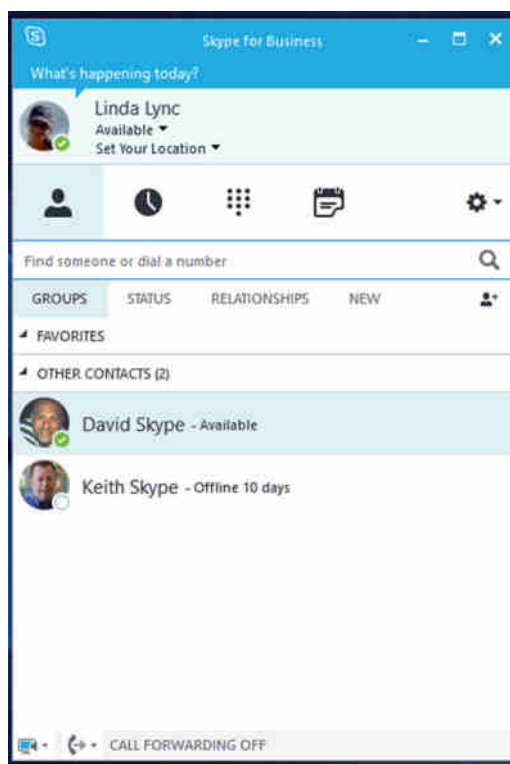 Skype for Business
What's happening today?
Linda Lync
Available
Set Your Location
Find someone or dial a number
GROUPS STATUS RELATIONSHIPS NEW
FAVORITES
OTHER CONTACTS (2)
David Skype - Available
Keith Skype - Offline 10 days
CALL FORWARDING OFF